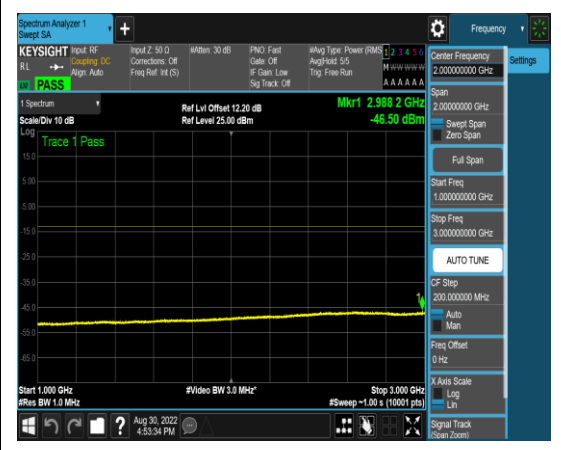 Spectrum Analyzer 1
Swept SA
+
Frequency
KEYSIGHT Input: RF Input Z: 50 Ω #Atten: 30 dB PNO: Fast #Avg Type: Power (RMS 1 2 3 4 5 6
RL Coupling: DC Corrections: Off Gate: Off Avg|Hold: 5/5 M W W W W W
Align: Auto Freq Ref: Int (S) IF Gain: Low Trig: Free Run
PASS Sig Track: Off A A A A A A
1 Spectrum
Scale/Div 10 dB Ref Lvl Offset 12.20 dB Mkr1 2.988 2 GHz
Ref Level 25.00 dBm -46.50 dBm
Log
Trace 1 Pass
15.0
5.00
-5.00
-15.0
-25.0
-35.0
-45.0
-55.0
-65.0
1
Start 1.000 GHz #Video BW 3.0 MHz* Stop 3.000 GHz
#Res BW 1.0 MHz #Sweep ~1.00 s (10001 pts)
Aug 30, 2022
4:53:34 PM
?
Center Frequency
2.000000000 GHz
Settings
Span
2.00000000 GHz
Swept Span
Zero Span
Full Span
Start Freq
1.000000000 GHz
Stop Freq
3.000000000 GHz
AUTO TUNE
CF Step
200.000000 MHz
Auto
Man
Freq Offset
0 Hz
X Axis Scale
Log
Lin
Signal Track
(Span Zoom)